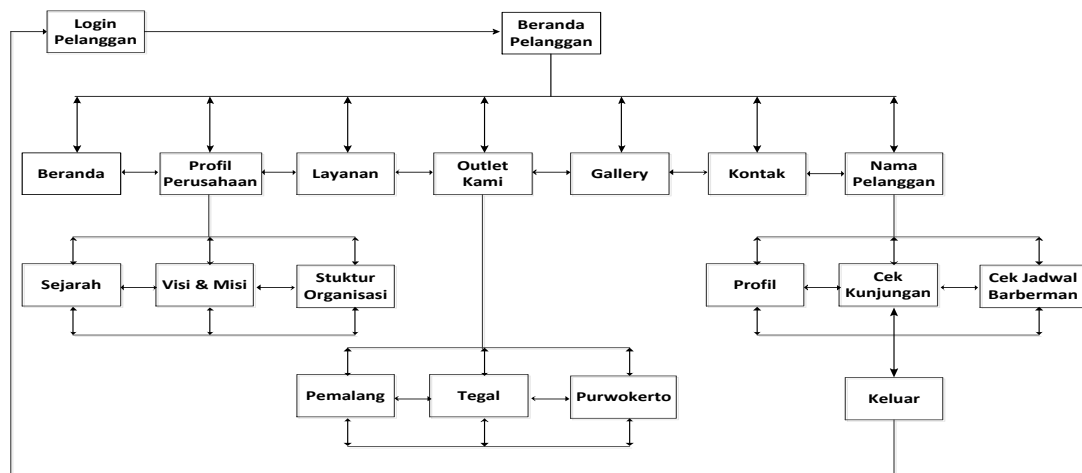 Login
Pelanggan
Beranda
Pelanggan
Beranda
Profil
Perusahaan
Layanan
Outlet
Kami
Gallery
Kontak
Nama
Pelanggan
Sejarah
Visi & Misi
Stuktur
Organisasi
Profil
Cek
Kunjungan
Cek Jadwal
Barberman
Pemalang
Tegal
Purwokerto
Keluar